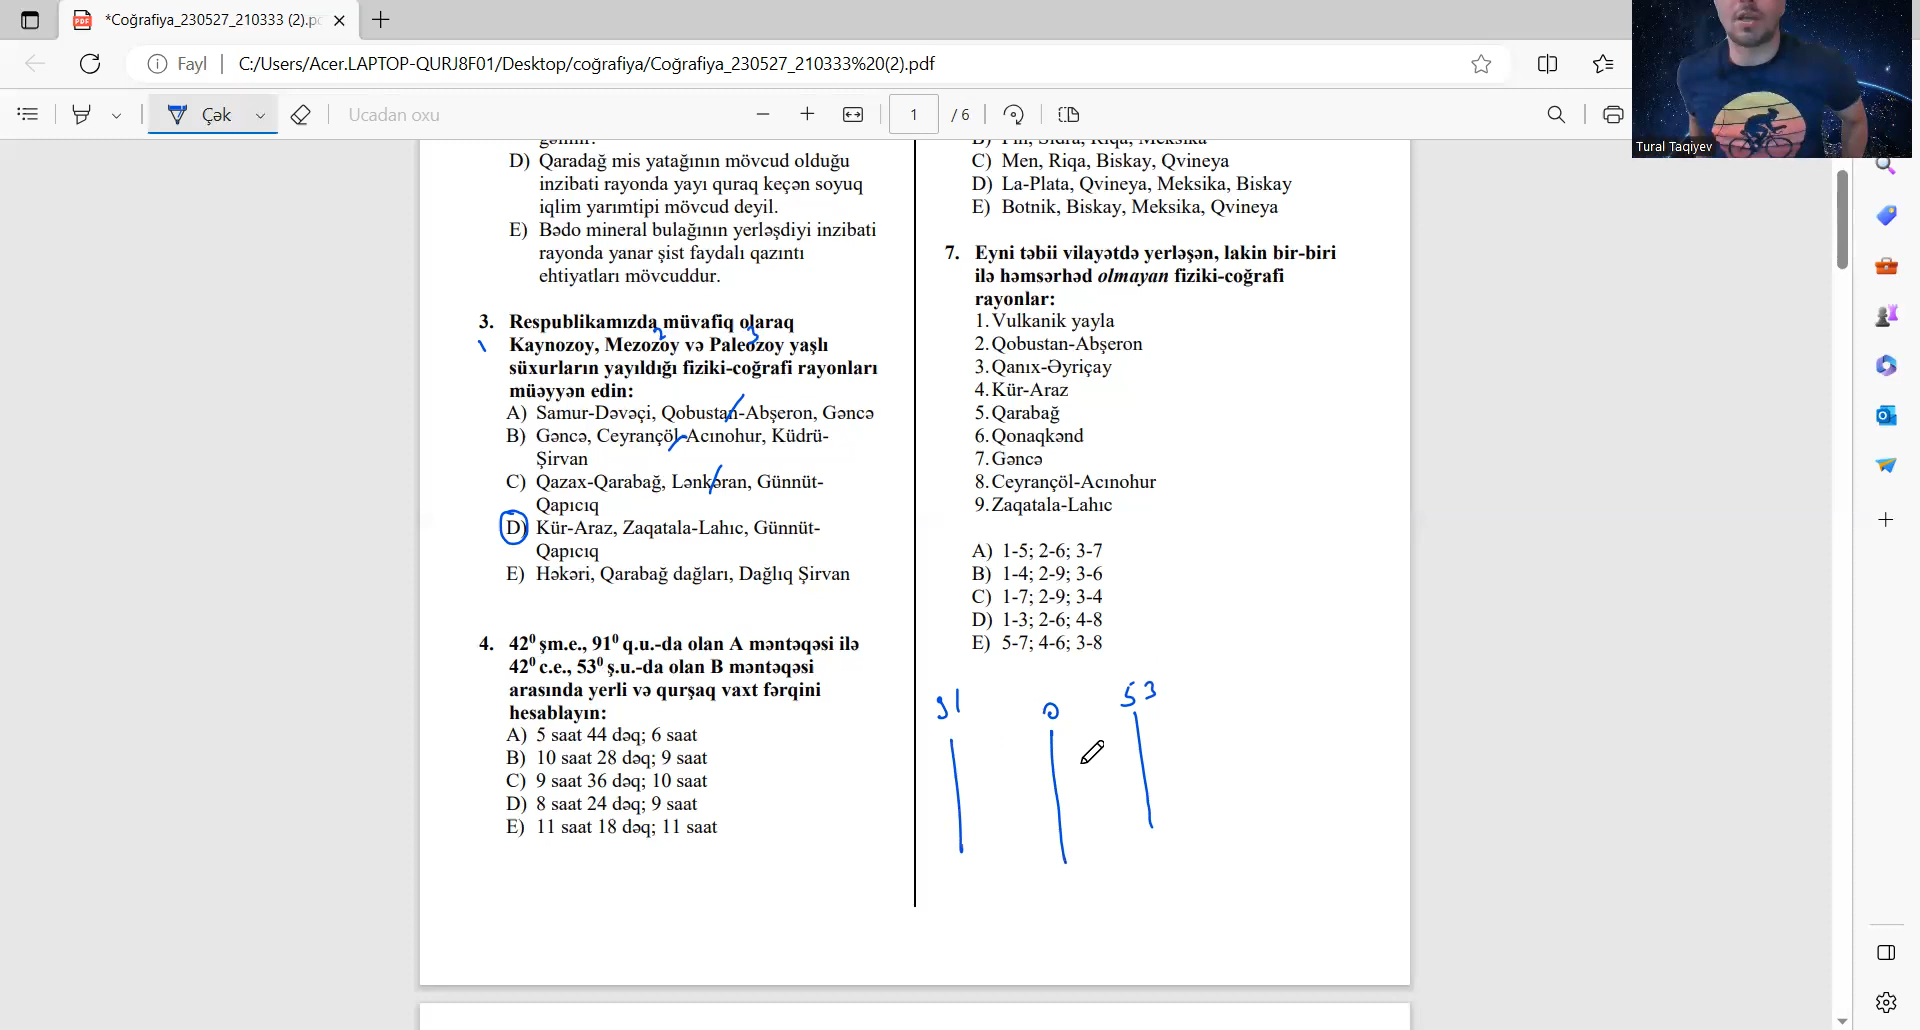 *Coğrafiya_230527_210333 (2).pc
Fayl
C:/Users/Acer.LAPTOP-QURJ8F01/Desktop/coğrafiya/Coğrafiya_230527_210333%20(2).pdf
Çək
Ucadan oxu
1 / 6
Tural Taqiyev
D) Qaradağ mis yatağının mövcud olduğu
inzibati rayonda yayı quraq keçən soyuq
iqlim yarımtipi mövcud deyil.
E) Bədo mineral bulağının yerləşdiyi inzibati
rayonda yanar şist faydalı qazıntı
ehtiyatları mövcuddur.
3. Respublikamızda müvafiq olaraq
Kaynozoy, Mezozoy və Paleozoy yaşlı
süxurların yayıldığı fiziki-coğrafi rayonları
müəyyən edin:
A) Samur-Dəvəçi, Qobustan-Abşeron, Gəncə
B) Gəncə, Ceyrançöl-Acınohur, Küdrü-
Şirvan
C) Qazax-Qarabağ, Lənkəran, Günnüt-
Qapıcıq
D) Kür-Araz, Zaqatala-Lahıc, Günnüt-
Qapıcıq
E) Həkəri, Qarabağ dağları, Dağlıq Şirvan
4. 42⁰ şm.e., 91⁰ q.u.-da olan A məntəqəsi ilə
42⁰ c.e., 53⁰ ş.u.-da olan B məntəqəsi
arasında yerli və qurşaq vaxt fərqini
hesablayın:
A) 5 saat 44 dəq; 6 saat
B) 10 saat 28 dəq; 9 saat
C) 9 saat 36 dəq; 10 saat
D) 8 saat 24 dəq; 9 saat
E) 11 saat 18 dəq; 11 saat
C) Men, Riqa, Biskay, Qvineya
D) La-Plata, Qvineya, Meksika, Biskay
E) Botnik, Biskay, Meksika, Qvineya
7. Eyni təbii vilayətdə yerləşən, lakin bir-biri
ilə həmsərhəd olmayan fiziki-coğrafi
rayonlar:
1. Vulkanik yayla
2. Qobustan-Abşeron
3. Qanıx-Əyriçay
4. Kür-Araz
5. Qarabağ
6. Qonaqkənd
7. Gəncə
8. Ceyrançöl-Acınohur
9. Zaqatala-Lahıc
A) 1-5; 2-6; 3-7
B) 1-4; 2-9; 3-6
C) 1-7; 2-9; 3-4
D) 1-3; 2-6; 4-8
E) 5-7; 4-6; 3-8
91 0 53